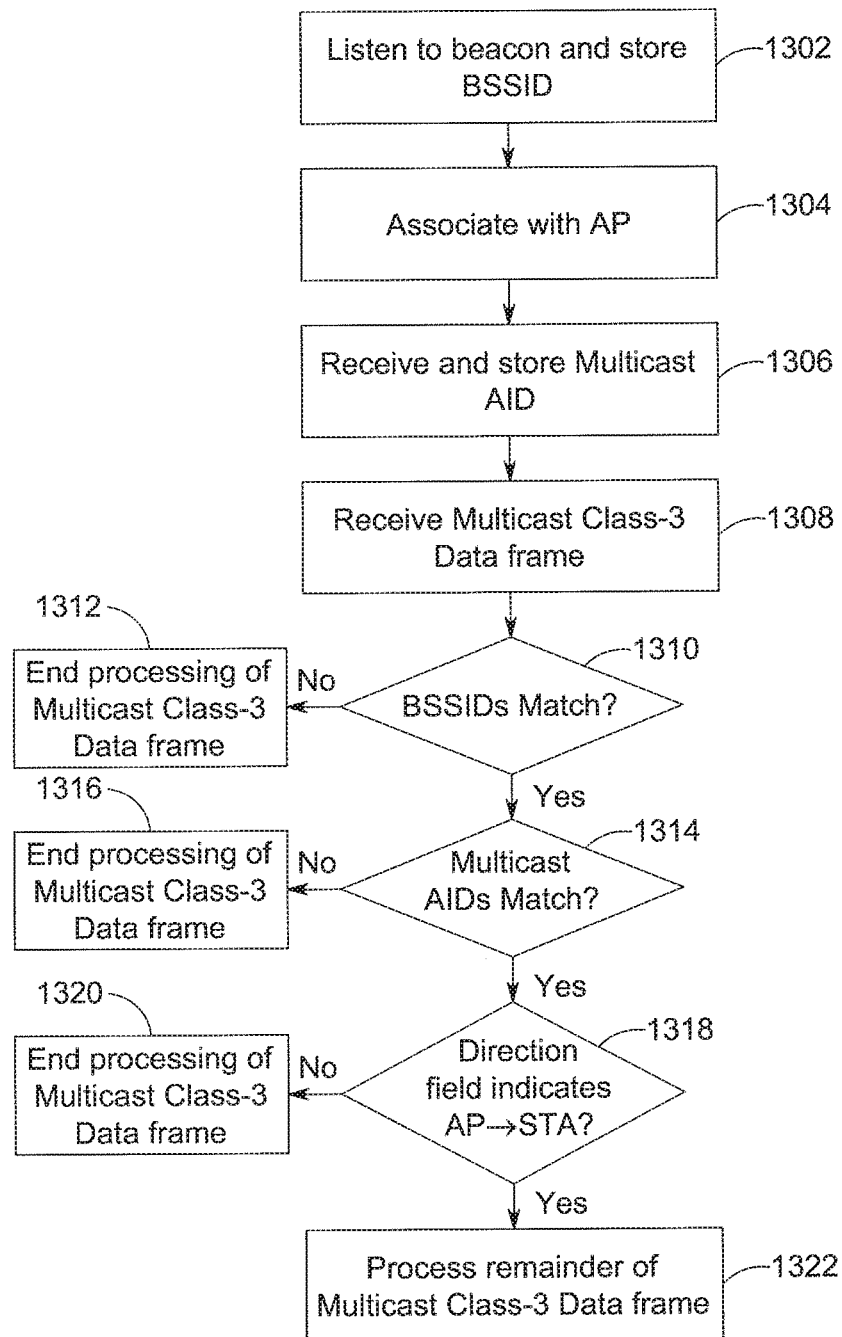 Listen to beacon and store
BSSID
1302
Associate with AP
1304
Receive and store Multicast
AID
1306
Receive Multicast Class-3
Data frame
1308
1312
End processing of
Multicast Class-3
Data frame
No
BSSIDs Match?
1310
Yes
1316
End processing of
Multicast Class-3
Data frame
No
Multicast
AIDs Match?
1314
Yes
1320
End processing of
Multicast Class-3
Data frame
No
Direction
field indicates
AP→STA?
1318
Yes
Process remainder of
Multicast Class-3 Data frame
1322